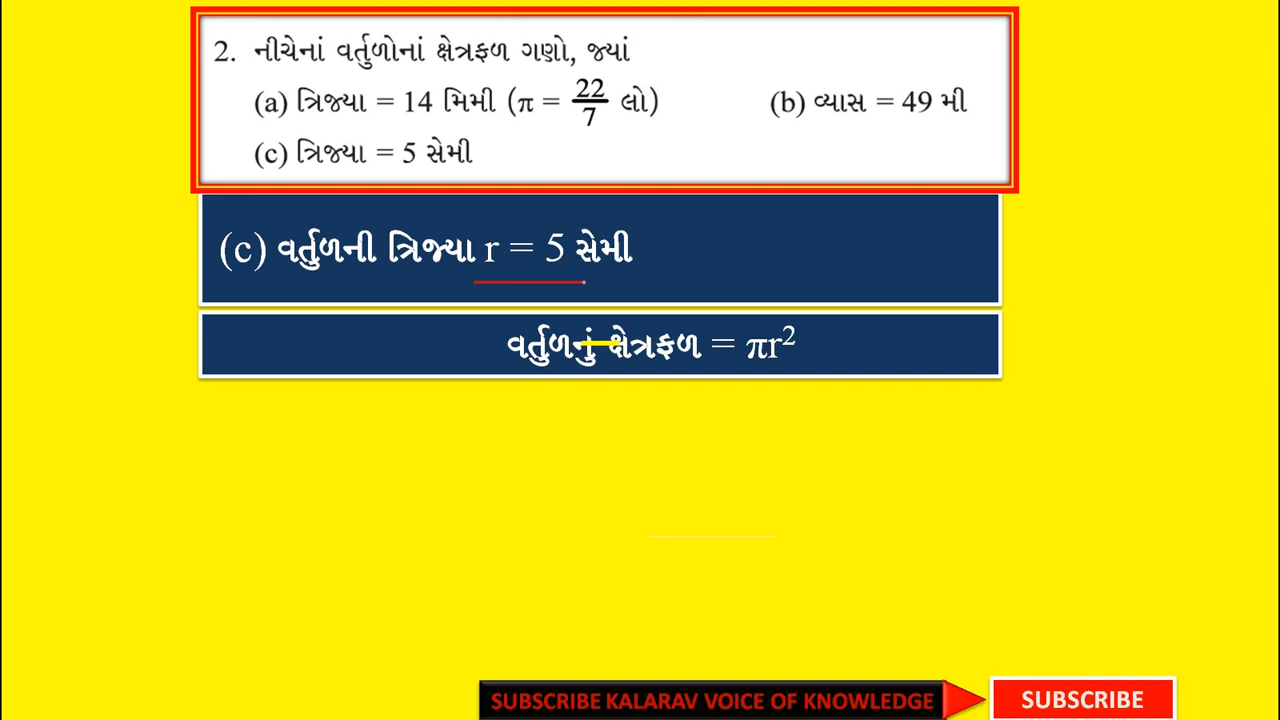 2. નીચેનાં વર્તુળોનાં ક્ષેત્રફળ ગણો, જ્યાં
(a) ત્રિજ્યા = 14 મિમી (π = 22/7 લો) (b) વ્યાસ = 49 મી
(c) ત્રિજ્યા = 5 સેમી
(c) વર્તુળની ત્રિજ્યા r = 5 સેમી
વર્તુળનું ક્ષેત્રફળ = πr²
SUBSCRIBE KALARAV VOICE OF KNOWLEDGE
SUBSCRIBE